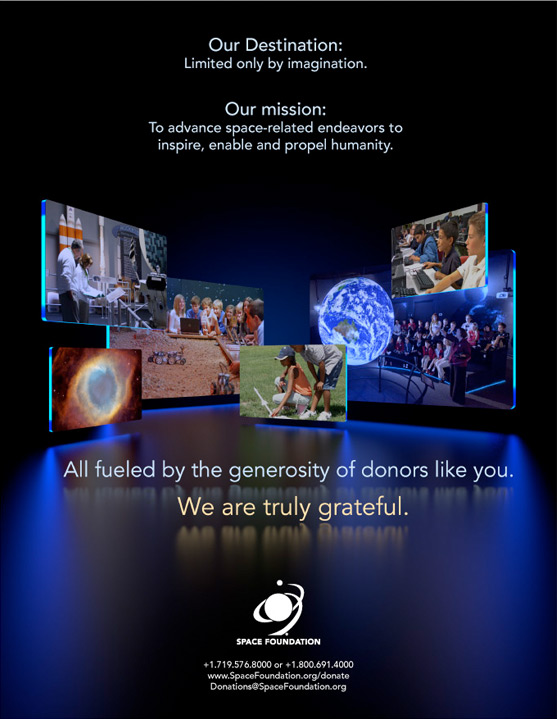 Our Destination:
Limited only by imagination.
Our mission:
To advance space-related endeavors to
inspire, enable and propel humanity.
All fueled by the generosity of donors like you.
We are truly grateful.
SPACE FOUNDATION
+1.719.576.8000 or +1.800.691.4000
www.SpaceFoundation.org/donate
Donations@SpaceFoundation.org